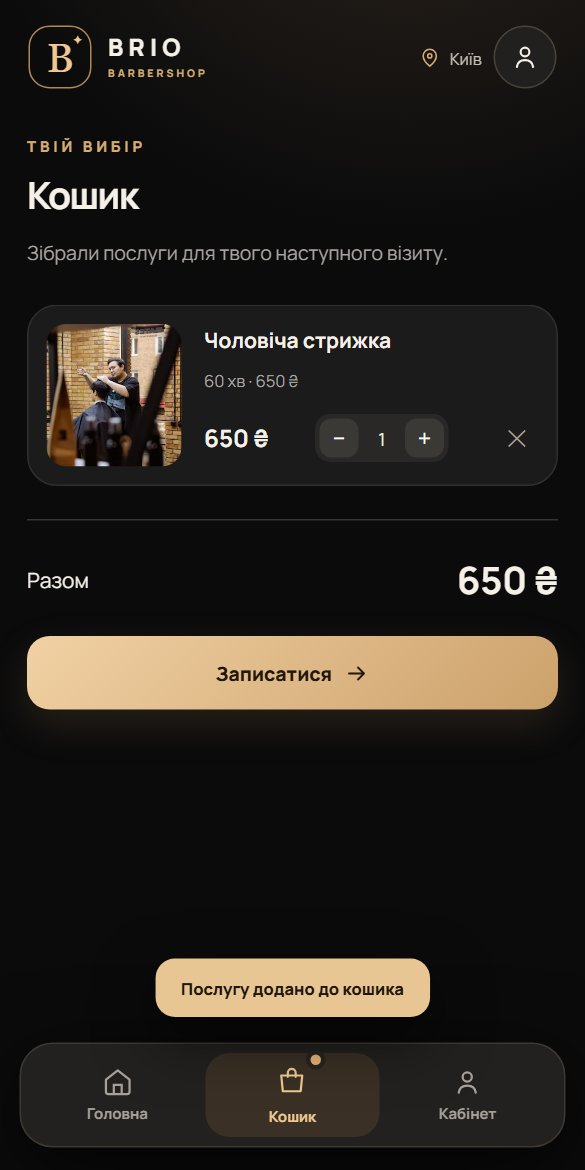 B
BRIO
BARBERSHOP
Київ
ТВІЙ ВИБІР
Кошик
Зібрали послуги для твого наступного візиту.
Чоловіча стрижка
60 хв · 650 ₴
650 ₴ − 1 +
Разом 650 ₴
Записатися →
Послугу додано до кошика
Головна Кошик Кабінет